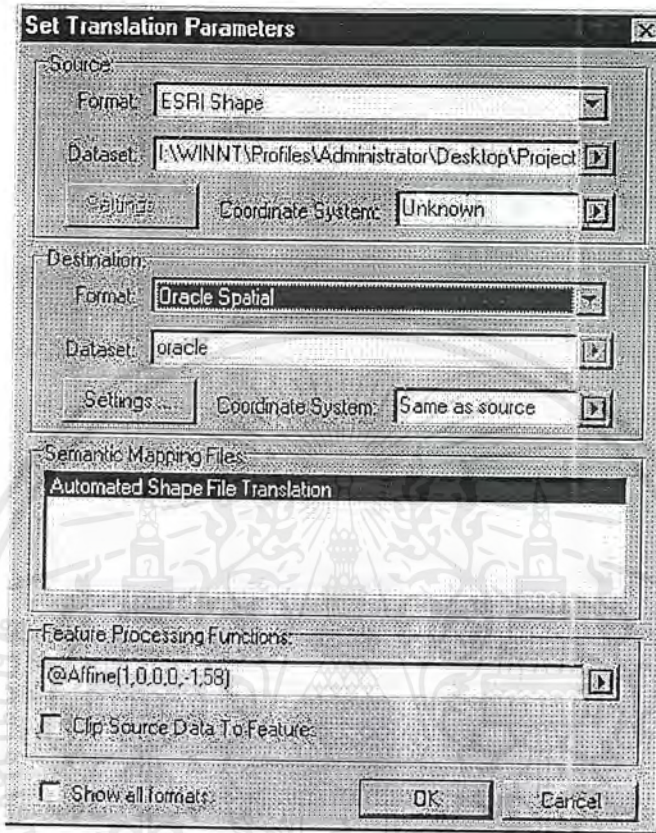 Set Translation Parameters
Source:
Format: ESRI Shape
Dataset: I:\WINNT\Profiles\Administrator\Desktop\Project
Settings... Coordinate System: Unknown
Destination:
Format: Oracle Spatial
Dataset: oracle
Settings... Coordinate System: Same as source
Semantic Mapping Files:
Automated Shape File Translation
Feature Processing Functions:
@Affine(1,0,0,0,-1,58)
Clip Source Data To Feature:
Show all formats:
OK Cancel